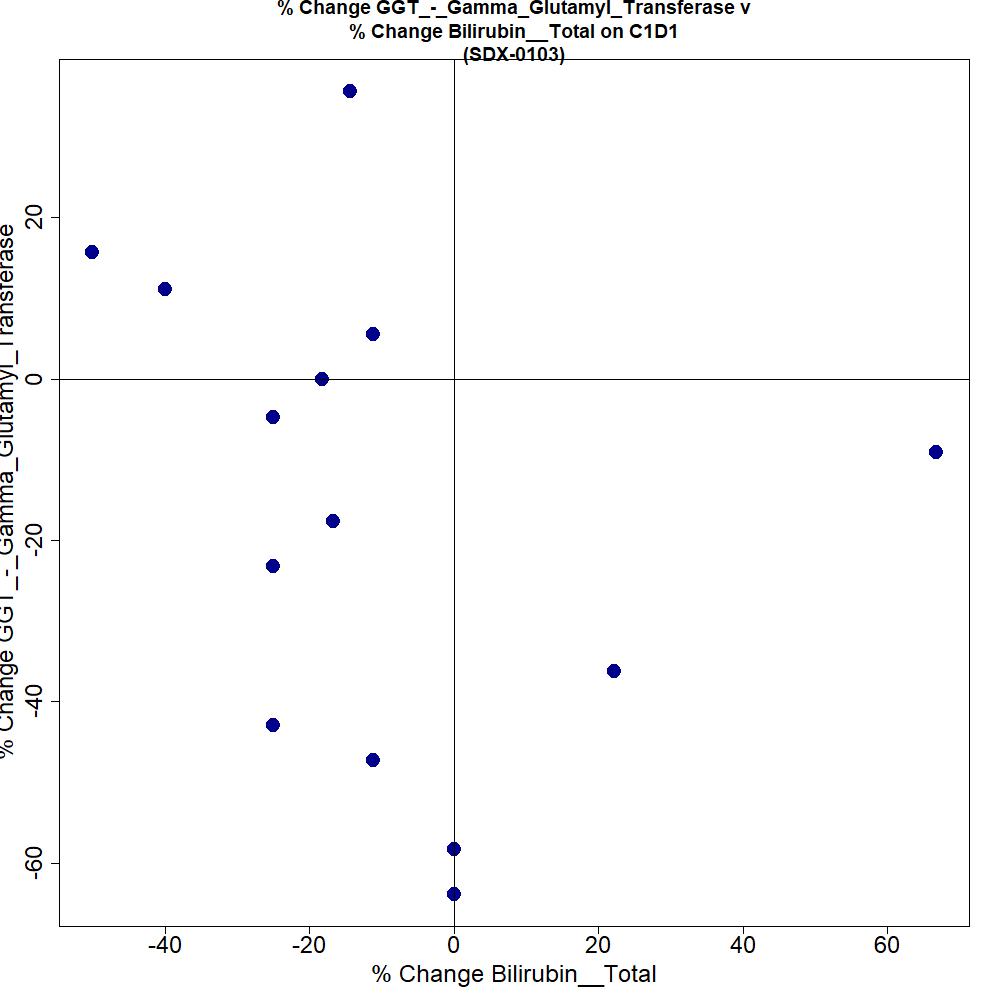 % Change GGT_-_Gamma_Glutamyl_Transferase v
% Change Bilirubin__Total on C1D1
(SDX-0103)
% Change GGT_-_Gamma_Glutamyl_Transferase
20
0
-20
-40
-60
-40
-20
0
20
40
60
% Change Bilirubin__Total